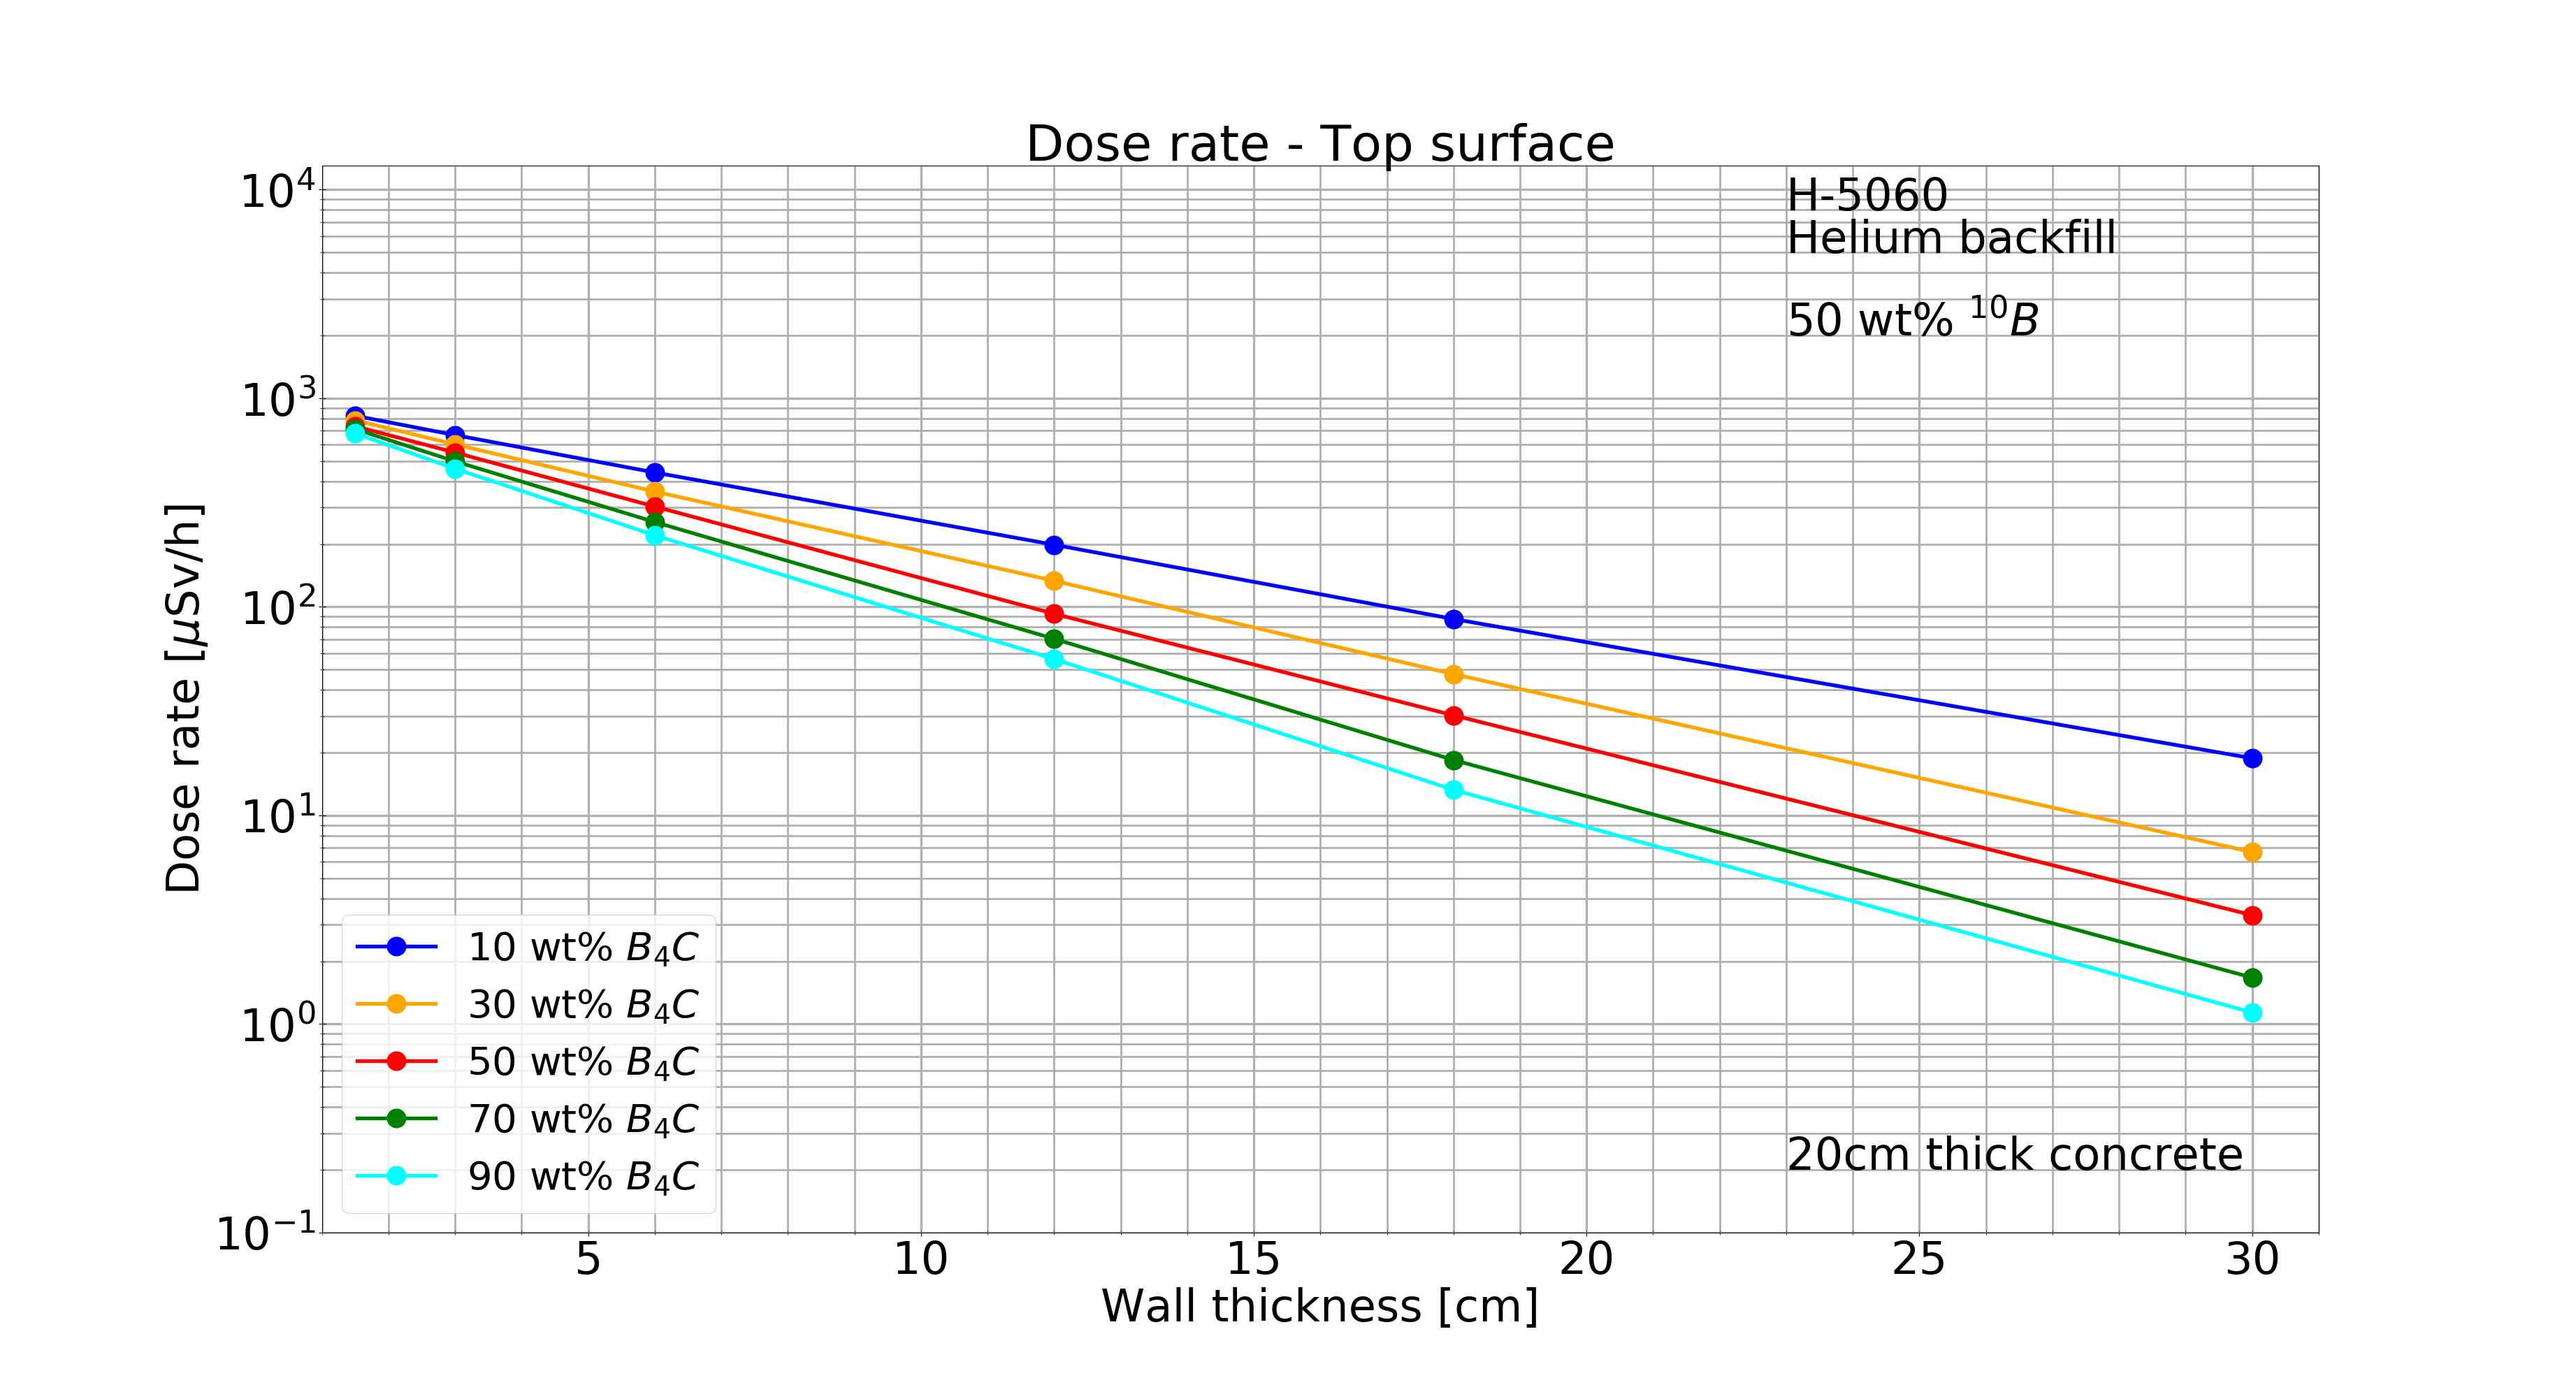 Dose rate - Top surface
H-5060
Helium backfill
50 wt% ¹⁰B
Dose rate [μSv/h]
10⁴
10³
10²
10¹
10⁰
10⁻¹
10 wt% B₄C
30 wt% B₄C
50 wt% B₄C
70 wt% B₄C
90 wt% B₄C
20cm thick concrete
5 10 15 20 25 30
Wall thickness [cm]